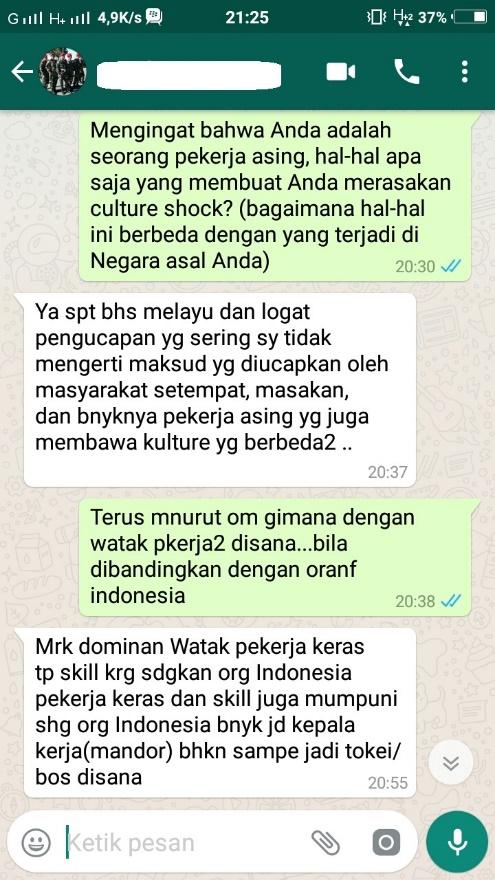 G H+ 4,9K/s 21:25 H+2 37%
Mengingat bahwa Anda adalah
seorang pekerja asing, hal-hal apa
saja yang membuat Anda merasakan
culture shock? (bagaimana hal-hal
ini berbeda dengan yang terjadi di
Negara asal Anda)
20:30
Ya spt bhs melayu dan logat
pengucapan yg sering sy tidak
mengerti maksud yg diucapkan oleh
masyarakat setempat, masakan,
dan bnyknya pekerja asing yg juga
membawa kulture yg berbeda2 ..
20:37
Terus mnurut om gimana dengan
watak pkerja2 disana...bila
dibandingkan dengan oranf
indonesia
20:38
Mrk dominan Watak pekerja keras
tp skill krg sdgkan org Indonesia
pekerja keras dan skill juga mumpuni
shg org Indonesia bnyk jd kepala
kerja(mandor) bhkn sampe jadi tokei/
bos disana
20:55
Ketik pesan